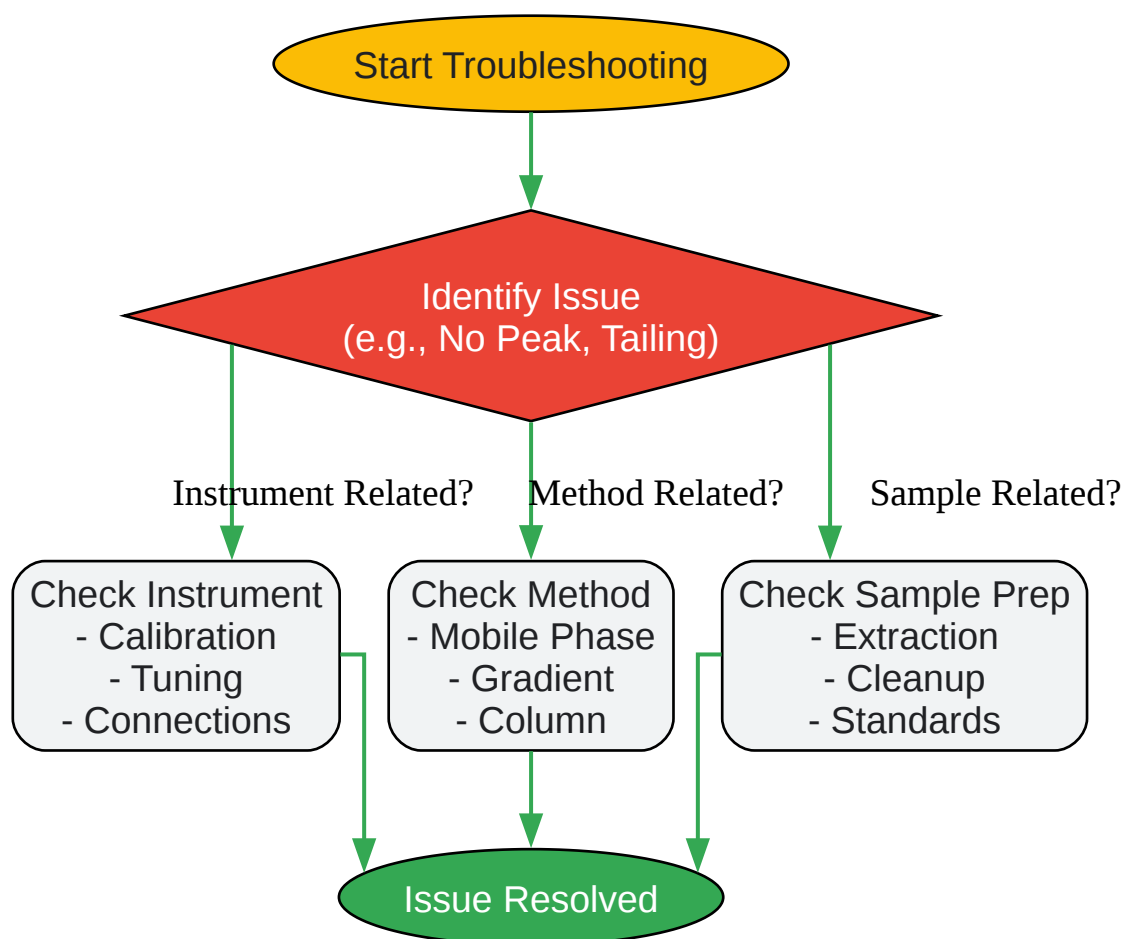 Start Troubleshooting
Identify Issue
(e.g., No Peak, Tailing)
Instrument Related?
Method Related?
Sample Related?
Check Instrument
- Calibration
- Tuning
- Connections
Check Method
- Mobile Phase
- Gradient
- Column
Check Sample Prep
- Extraction
- Cleanup
- Standards
Issue Resolved